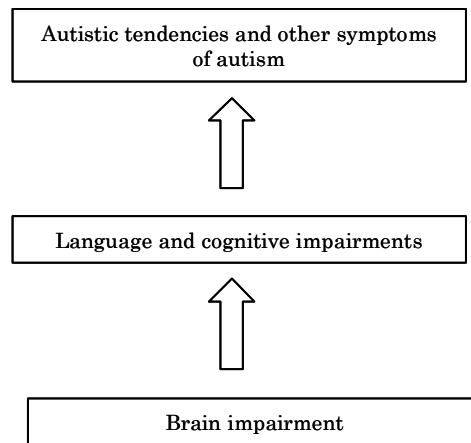 Autistic tendencies and other symptoms
of autism
Language and cognitive impairments
Brain impairment